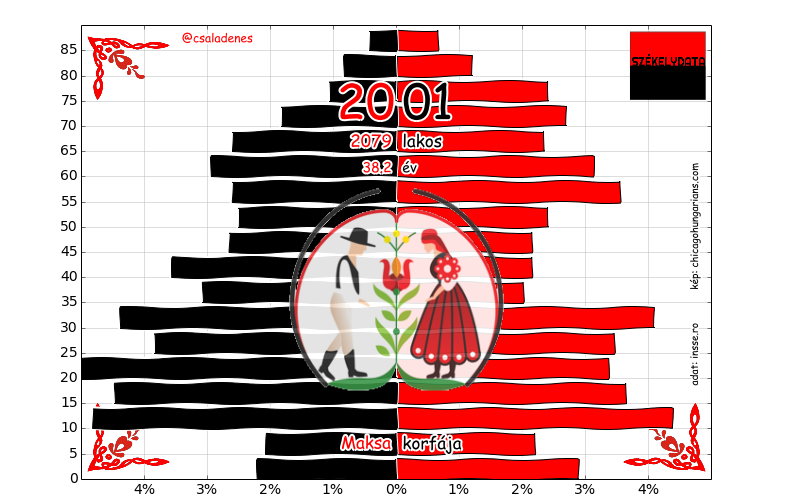 @csaladenes
SZÉKELYDATA
2001
2079 lakos
38.2 év
kép: chicagohungarians.com,
adat: insse.ro
Maksa korfája
85
80
75
70
65
60
55
50
45
40
35
30
25
20
15
10
5
0
4% 3% 2% 1% 0% 1% 2% 3% 4%